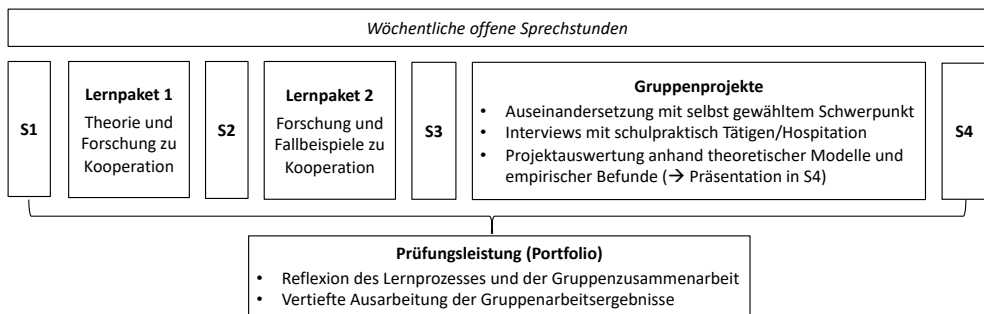 Wöchentliche offene Sprechstunden
S1
Lernpaket 1
Theorie und
Forschung zu
Kooperation
S2
Lernpaket 2
Forschung und
Fallbeispiele zu
Kooperation
S3
Gruppenprojekte
• Auseinandersetzung mit selbst gewähltem Schwerpunkt
• Interviews mit schulpraktisch Tätigen/Hospitation
• Projektauswertung anhand theoretischer Modelle und
empirischer Befunde (→ Präsentation in S4)
S4
Prüfungsleistung (Portfolio)
• Reflexion des Lernprozesses und der Gruppenzusammenarbeit
• Vertiefte Ausarbeitung der Gruppenarbeitsergebnisse